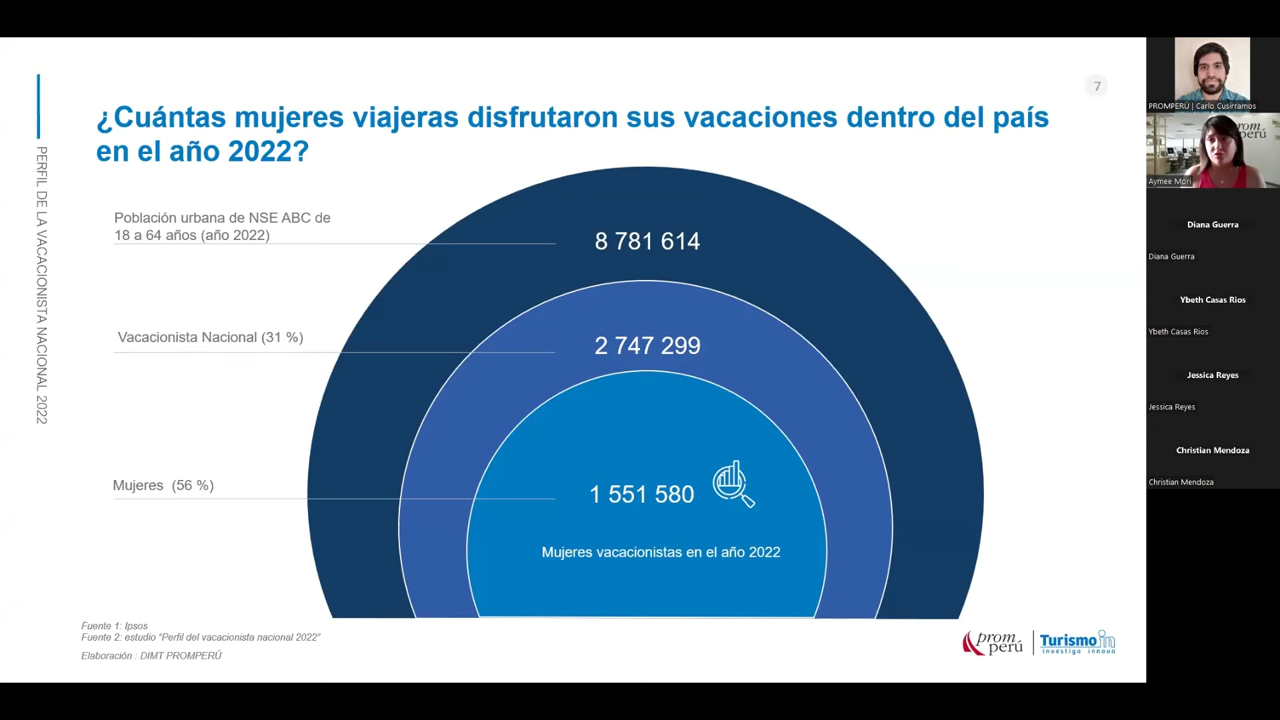 7
¿Cuántas mujeres viajeras disfrutaron sus vacaciones dentro del país
en el año 2022?
PERFIL DE LA VACACIONISTA NACIONAL 2022
Población urbana de NSE ABC de
18 a 64 años (año 2022)
8 781 614
Vacacionista Nacional (31 %)
2 747 299
Mujeres (56 %)
1 551 580
Mujeres vacacionistas en el año 2022
Fuente 1: Ipsos
Fuente 2: estudio "Perfil del vacacionista nacional 2022"
Elaboración : DIMT PROMPERÚ
prom
perú
Turismo in
investiga innova
PROMPERÚ | Carlo Cusirramos
prom
perú
Aymee Mori
Diana Guerra
Diana Guerra
Ybeth Casas Rios
Ybeth Casas Rios
Jessica Reyes
Jessica Reyes
Christian Mendoza
Christian Mendoza